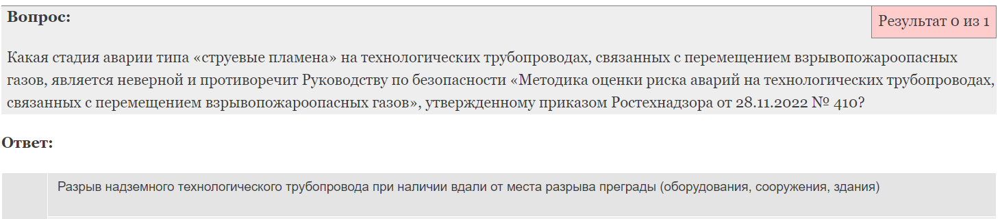 Вопрос:
Результат 0 из 1
Какая стадия аварии типа «струевые пламена» на технологических трубопроводах, связанных с перемещением взрывопожароопасных
газов, является неверной и противоречит Руководству по безопасности «Методика оценки риска аварий на технологических трубопроводах,
связанных с перемещением взрывопожароопасных газов», утвержденному приказом Ростехнадзора от 28.11.2022 № 410?
Ответ:
Разрыв надземного технологического трубопровода при наличии вдали от места разрыва преграды (оборудования, сооружения, здания)